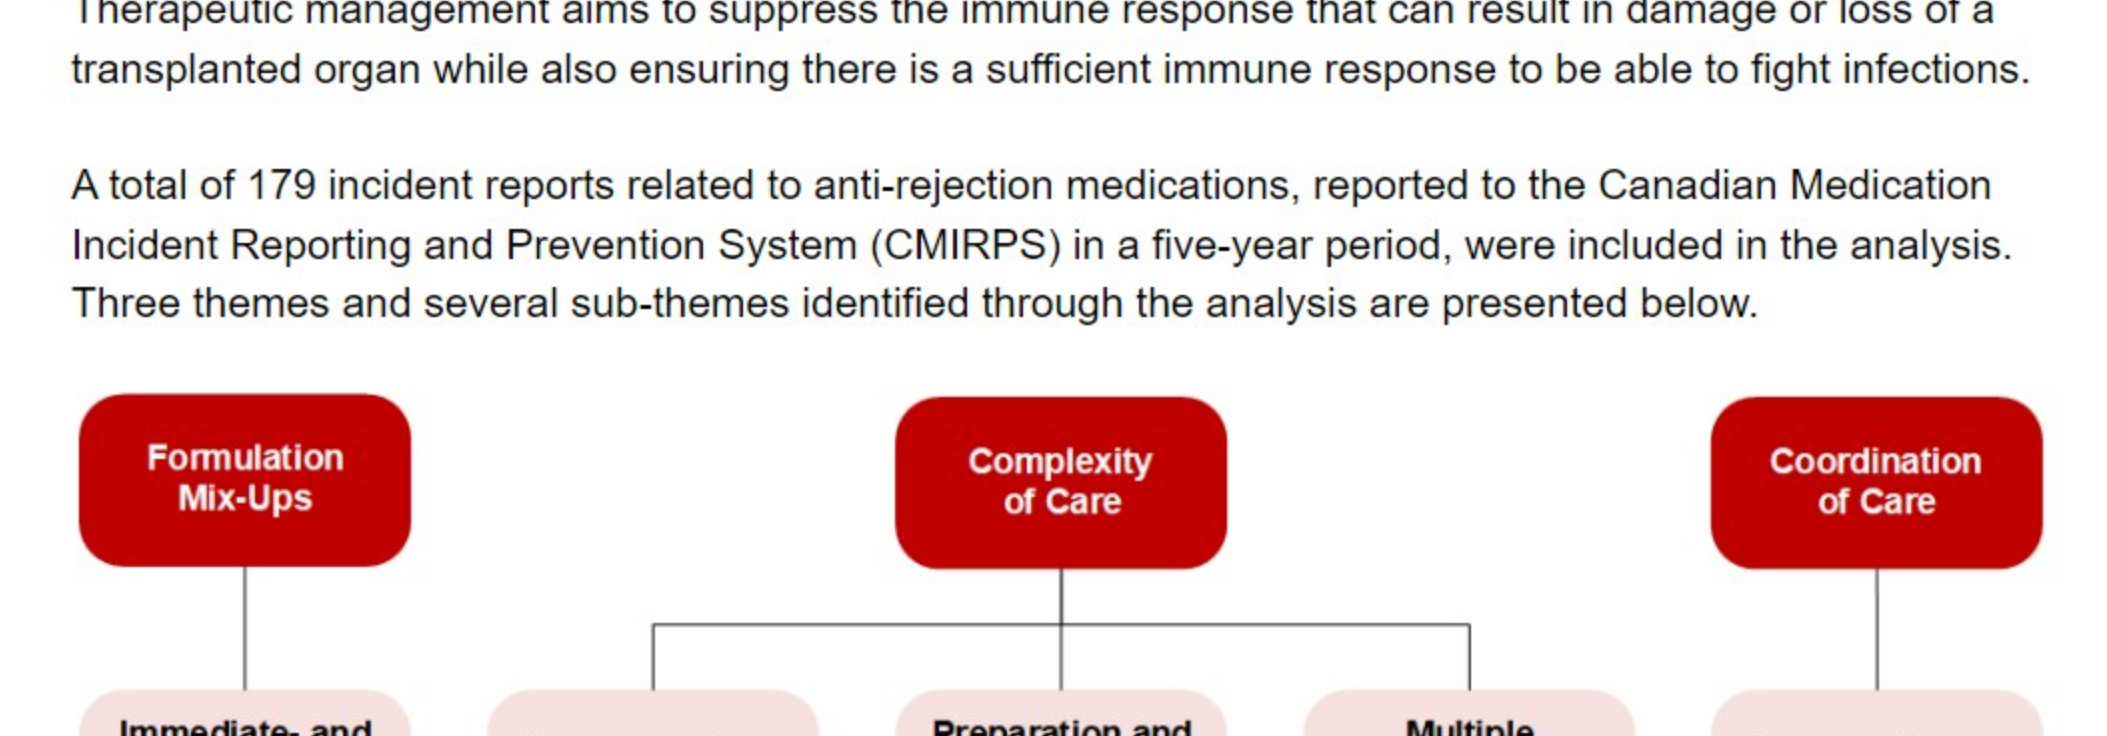 Therapeutic management aims to suppress the immune response that can result in damage or loss of a
transplanted organ while also ensuring there is a sufficient immune response to be able to fight infections.
A total of 179 incident reports related to anti-rejection medications, reported to the Canadian Medication
Incident Reporting and Prevention System (CMIRPS) in a five-year period, were included in the analysis.
Three themes and several sub-themes identified through the analysis are presented below.
Formulation
Mix-Ups
Complexity
of Care
Coordination
of Care
Immediate- and
Preparation and
Multiple